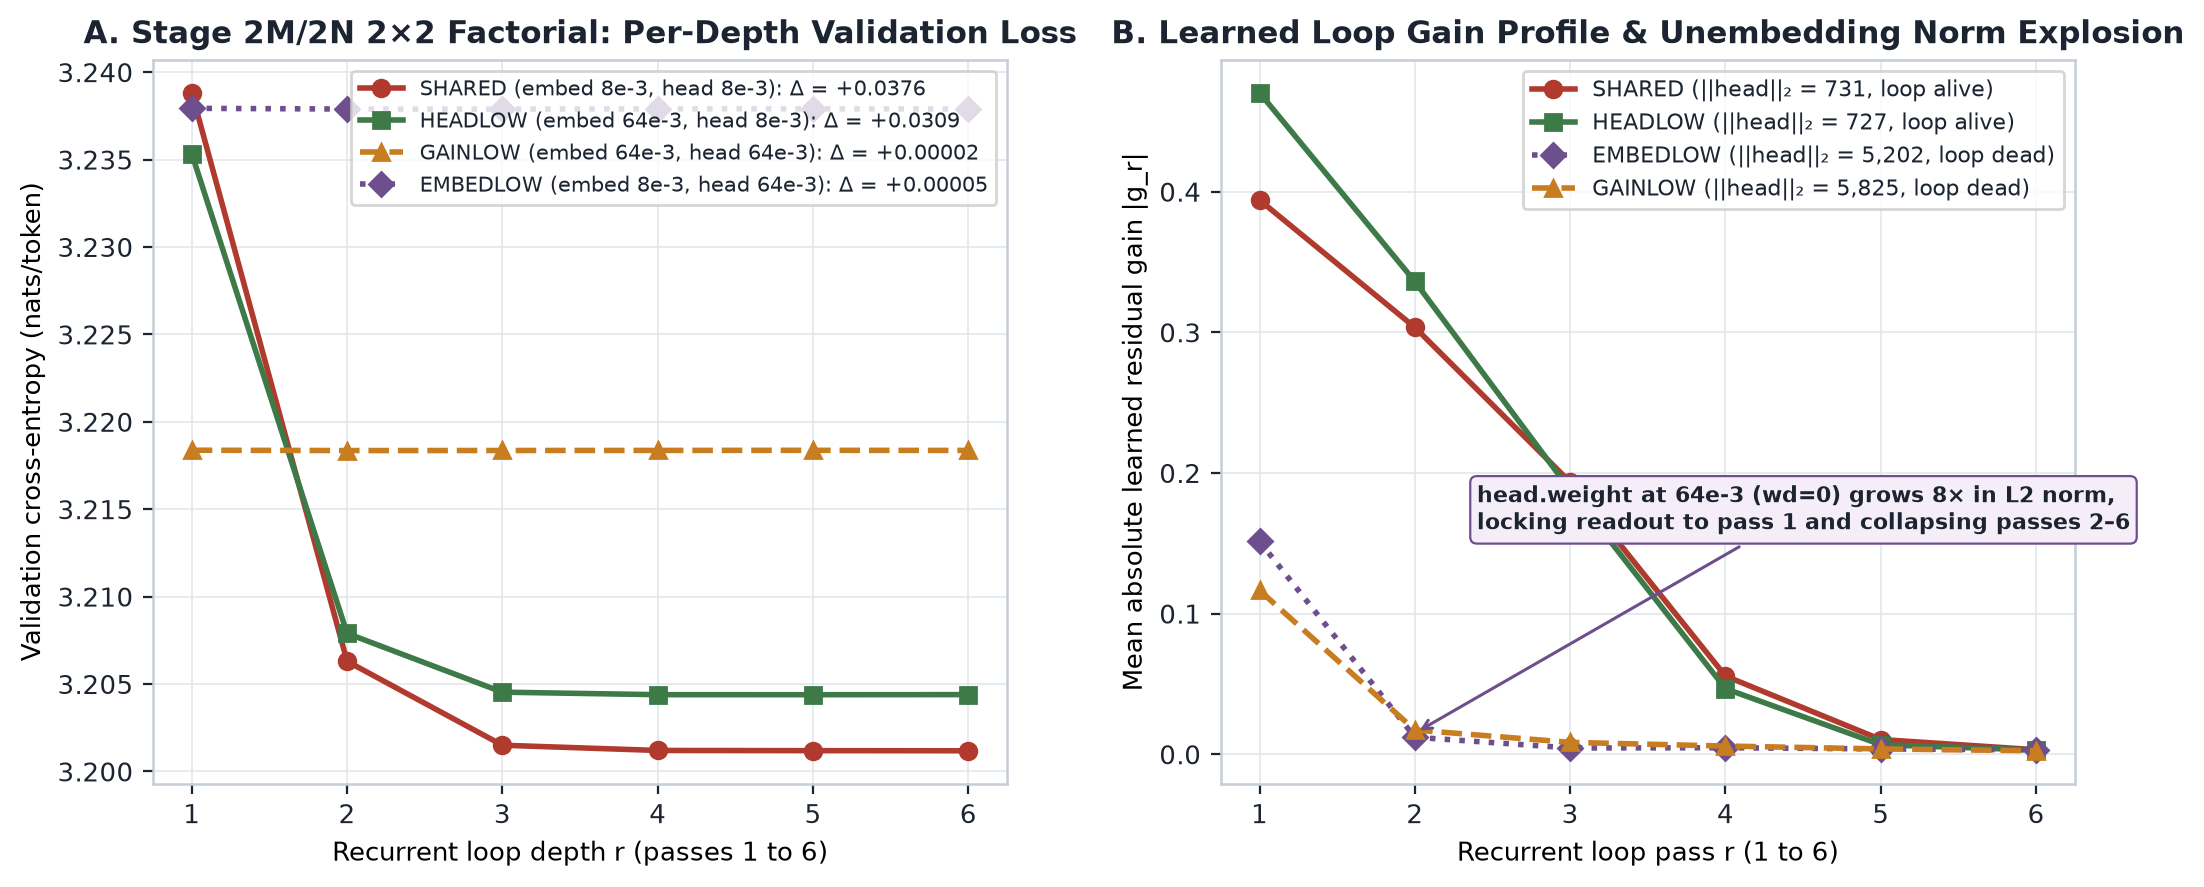 A. Stage 2M/2N 2×2 Factorial: Per-Depth Validation Loss
Validation cross-entropy (nats/token)
3.240
3.235
3.230
3.225
3.220
3.215
3.210
3.205
3.200
SHARED (embed 8e-3, head 8e-3): Δ = +0.0376
HEADLOW (embed 64e-3, head 8e-3): Δ = +0.0309
GAINLOW (embed 64e-3, head 64e-3): Δ = +0.00002
EMBEDLOW (embed 8e-3, head 64e-3): Δ = +0.00005
1 2 3 4 5 6
Recurrent loop depth r (passes 1 to 6)
B. Learned Loop Gain Profile & Unembedding Norm Explosion
Mean absolute learned residual gain |g_r|
0.4
0.3
0.2
0.1
0.0
SHARED (||head||₂ = 731, loop alive)
HEADLOW (||head||₂ = 727, loop alive)
EMBEDLOW (||head||₂ = 5,202, loop dead)
GAINLOW (||head||₂ = 5,825, loop dead)
head.weight at 64e-3 (wd=0) grows 8× in L2 norm,
locking readout to pass 1 and collapsing passes 2–6
1 2 3 4 5 6
Recurrent loop pass r (1 to 6)